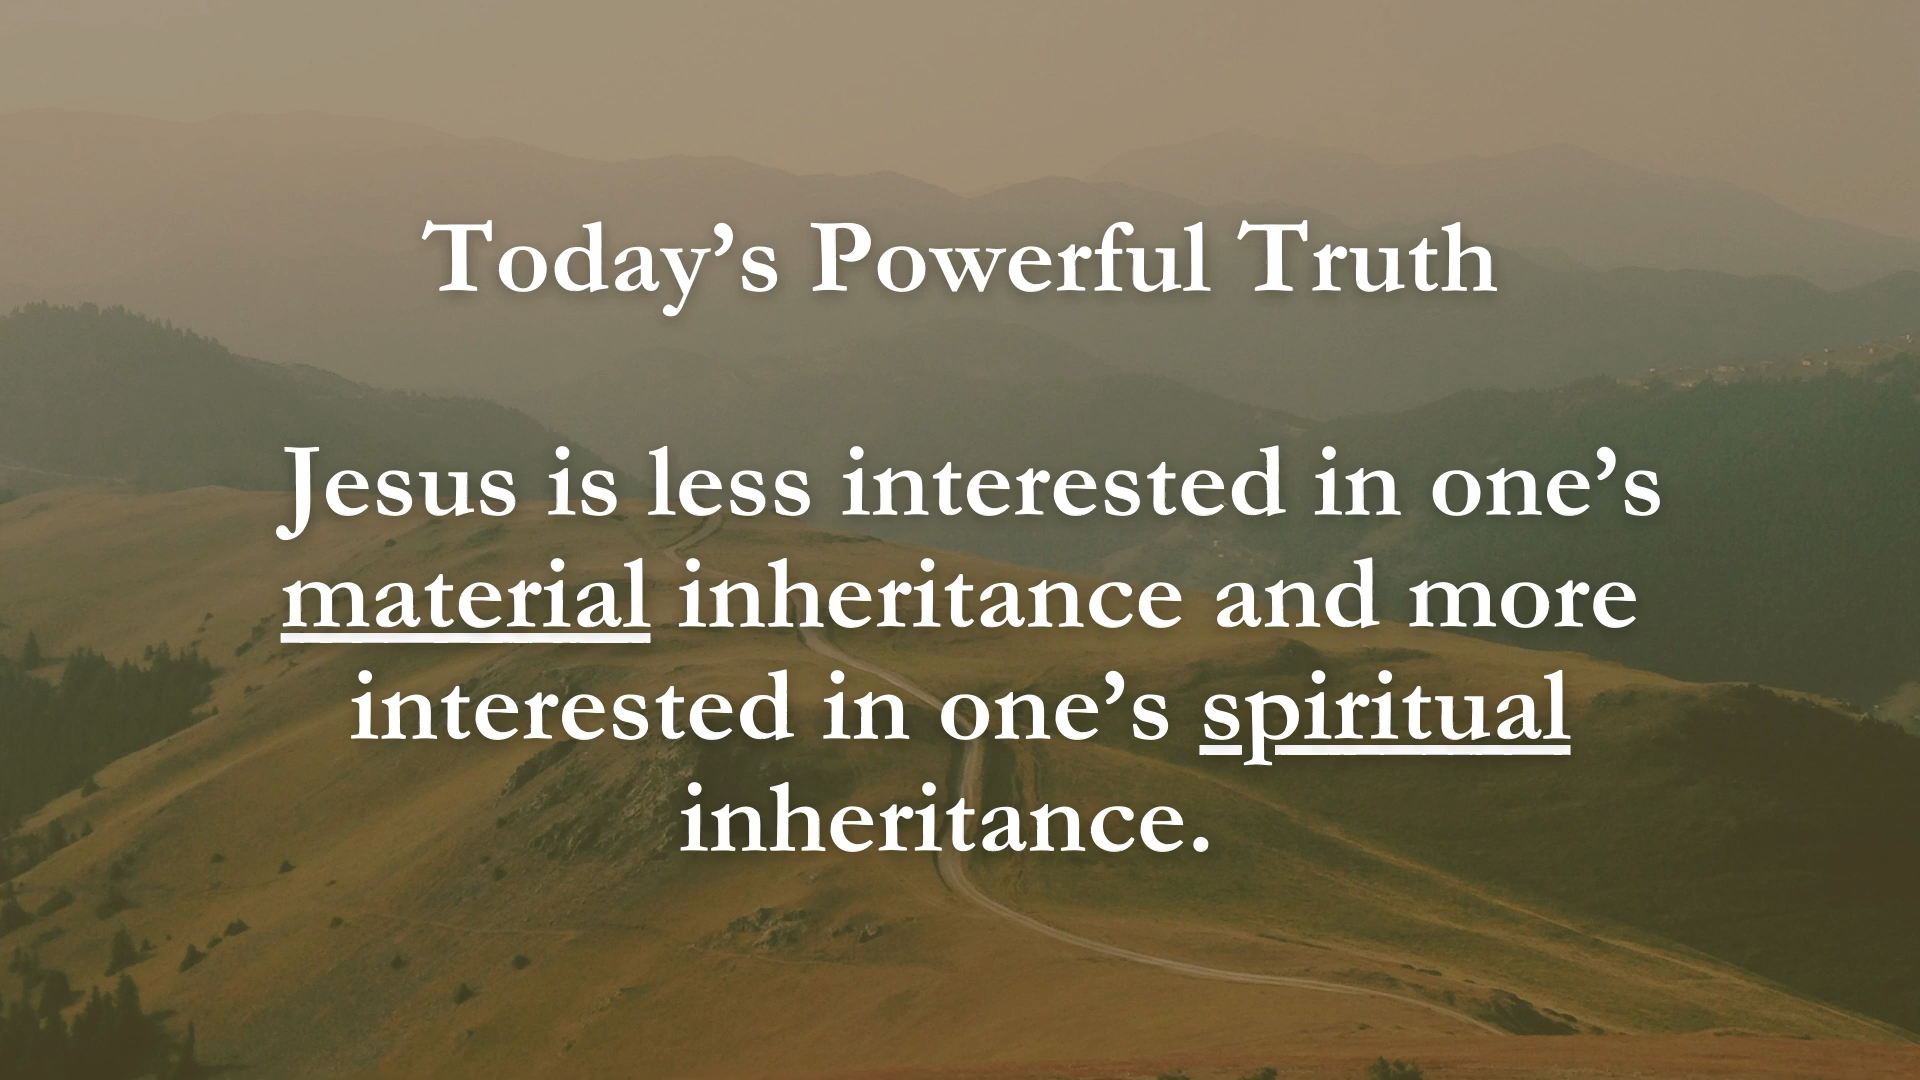 Today’s Powerful Truth
Jesus is less interested in one’s
material inheritance and more
interested in one’s spiritual
inheritance.